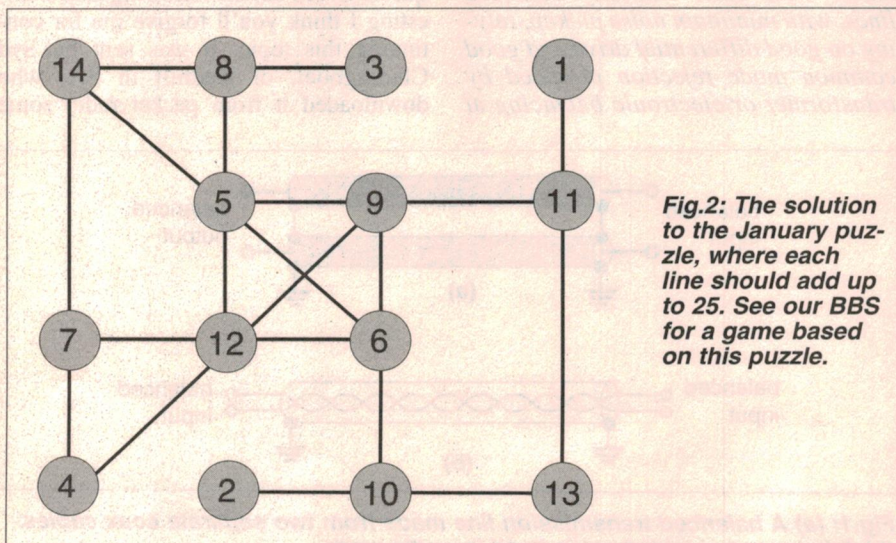 14 8 3 1
5 9 11
Fig.2: The solution
to the January puz-
zle, where each
line should add up
to 25. See our BBS
for a game based
on this puzzle.
7 12 6
4 2 10 13